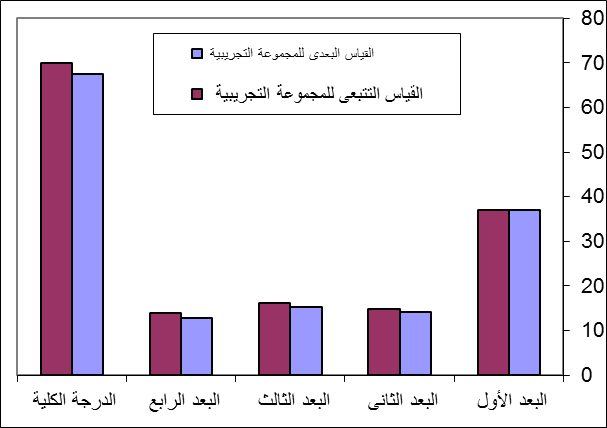 القياس البعدى للمجموعة التجريبية
القياس التتبعى للمجموعة التجريبية
80
70
60
50
40
30
20
10
0
البعد الأول
البعد الثانى
البعد الثالث
البعد الرابع
الدرجة الكلية